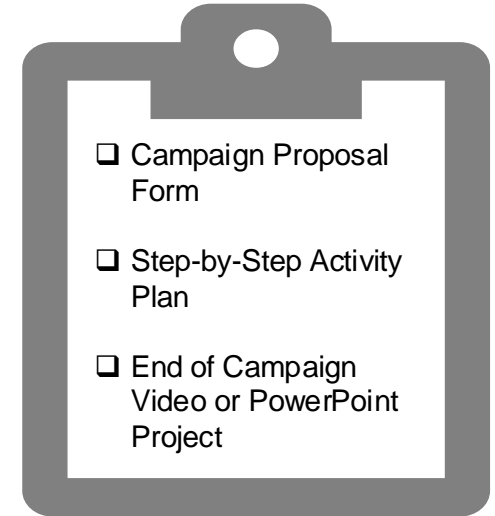 ❑ Campaign Proposal
Form
❑ Step-by-Step Activity
Plan
❑ End of Campaign
Video or PowerPoint
Project